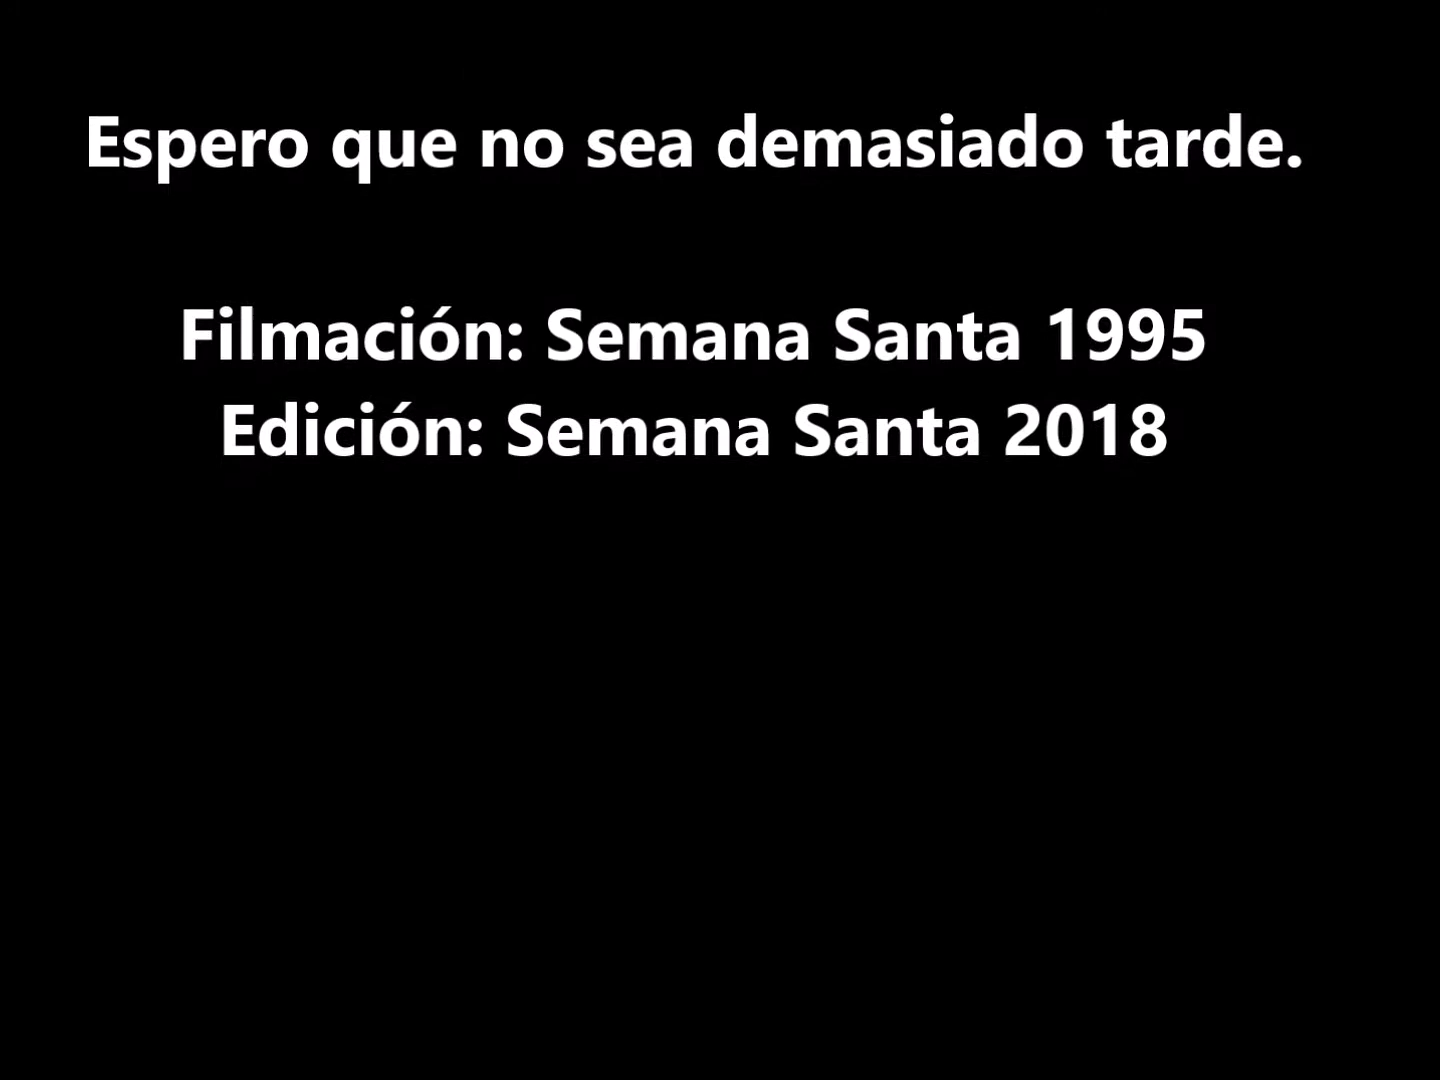 Espero que no sea demasiado tarde.
Filmación: Semana Santa 1995
Edición: Semana Santa 2018